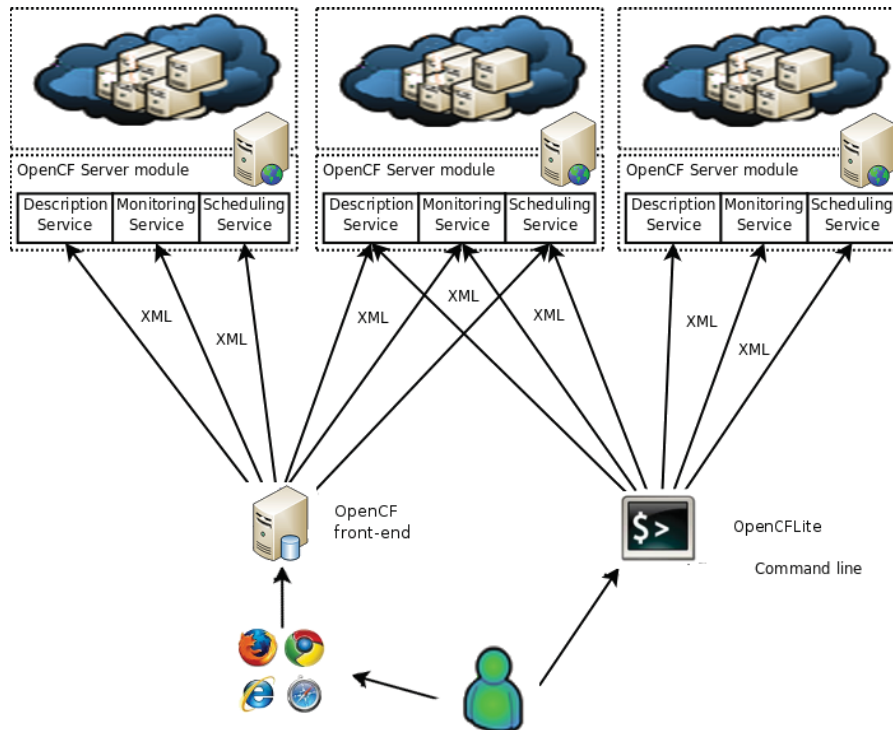 OpenCF Server module
OpenCF Server module
OpenCF Server module
Description Service
Monitoring Service
Scheduling Service
Description Service
Monitoring Service
Scheduling Service
Description Service
Monitoring Service
Scheduling Service
XML
XML
XML
XML
XML
XML
XML
OpenCF
front-end
$>
OpenCFLite
Command line